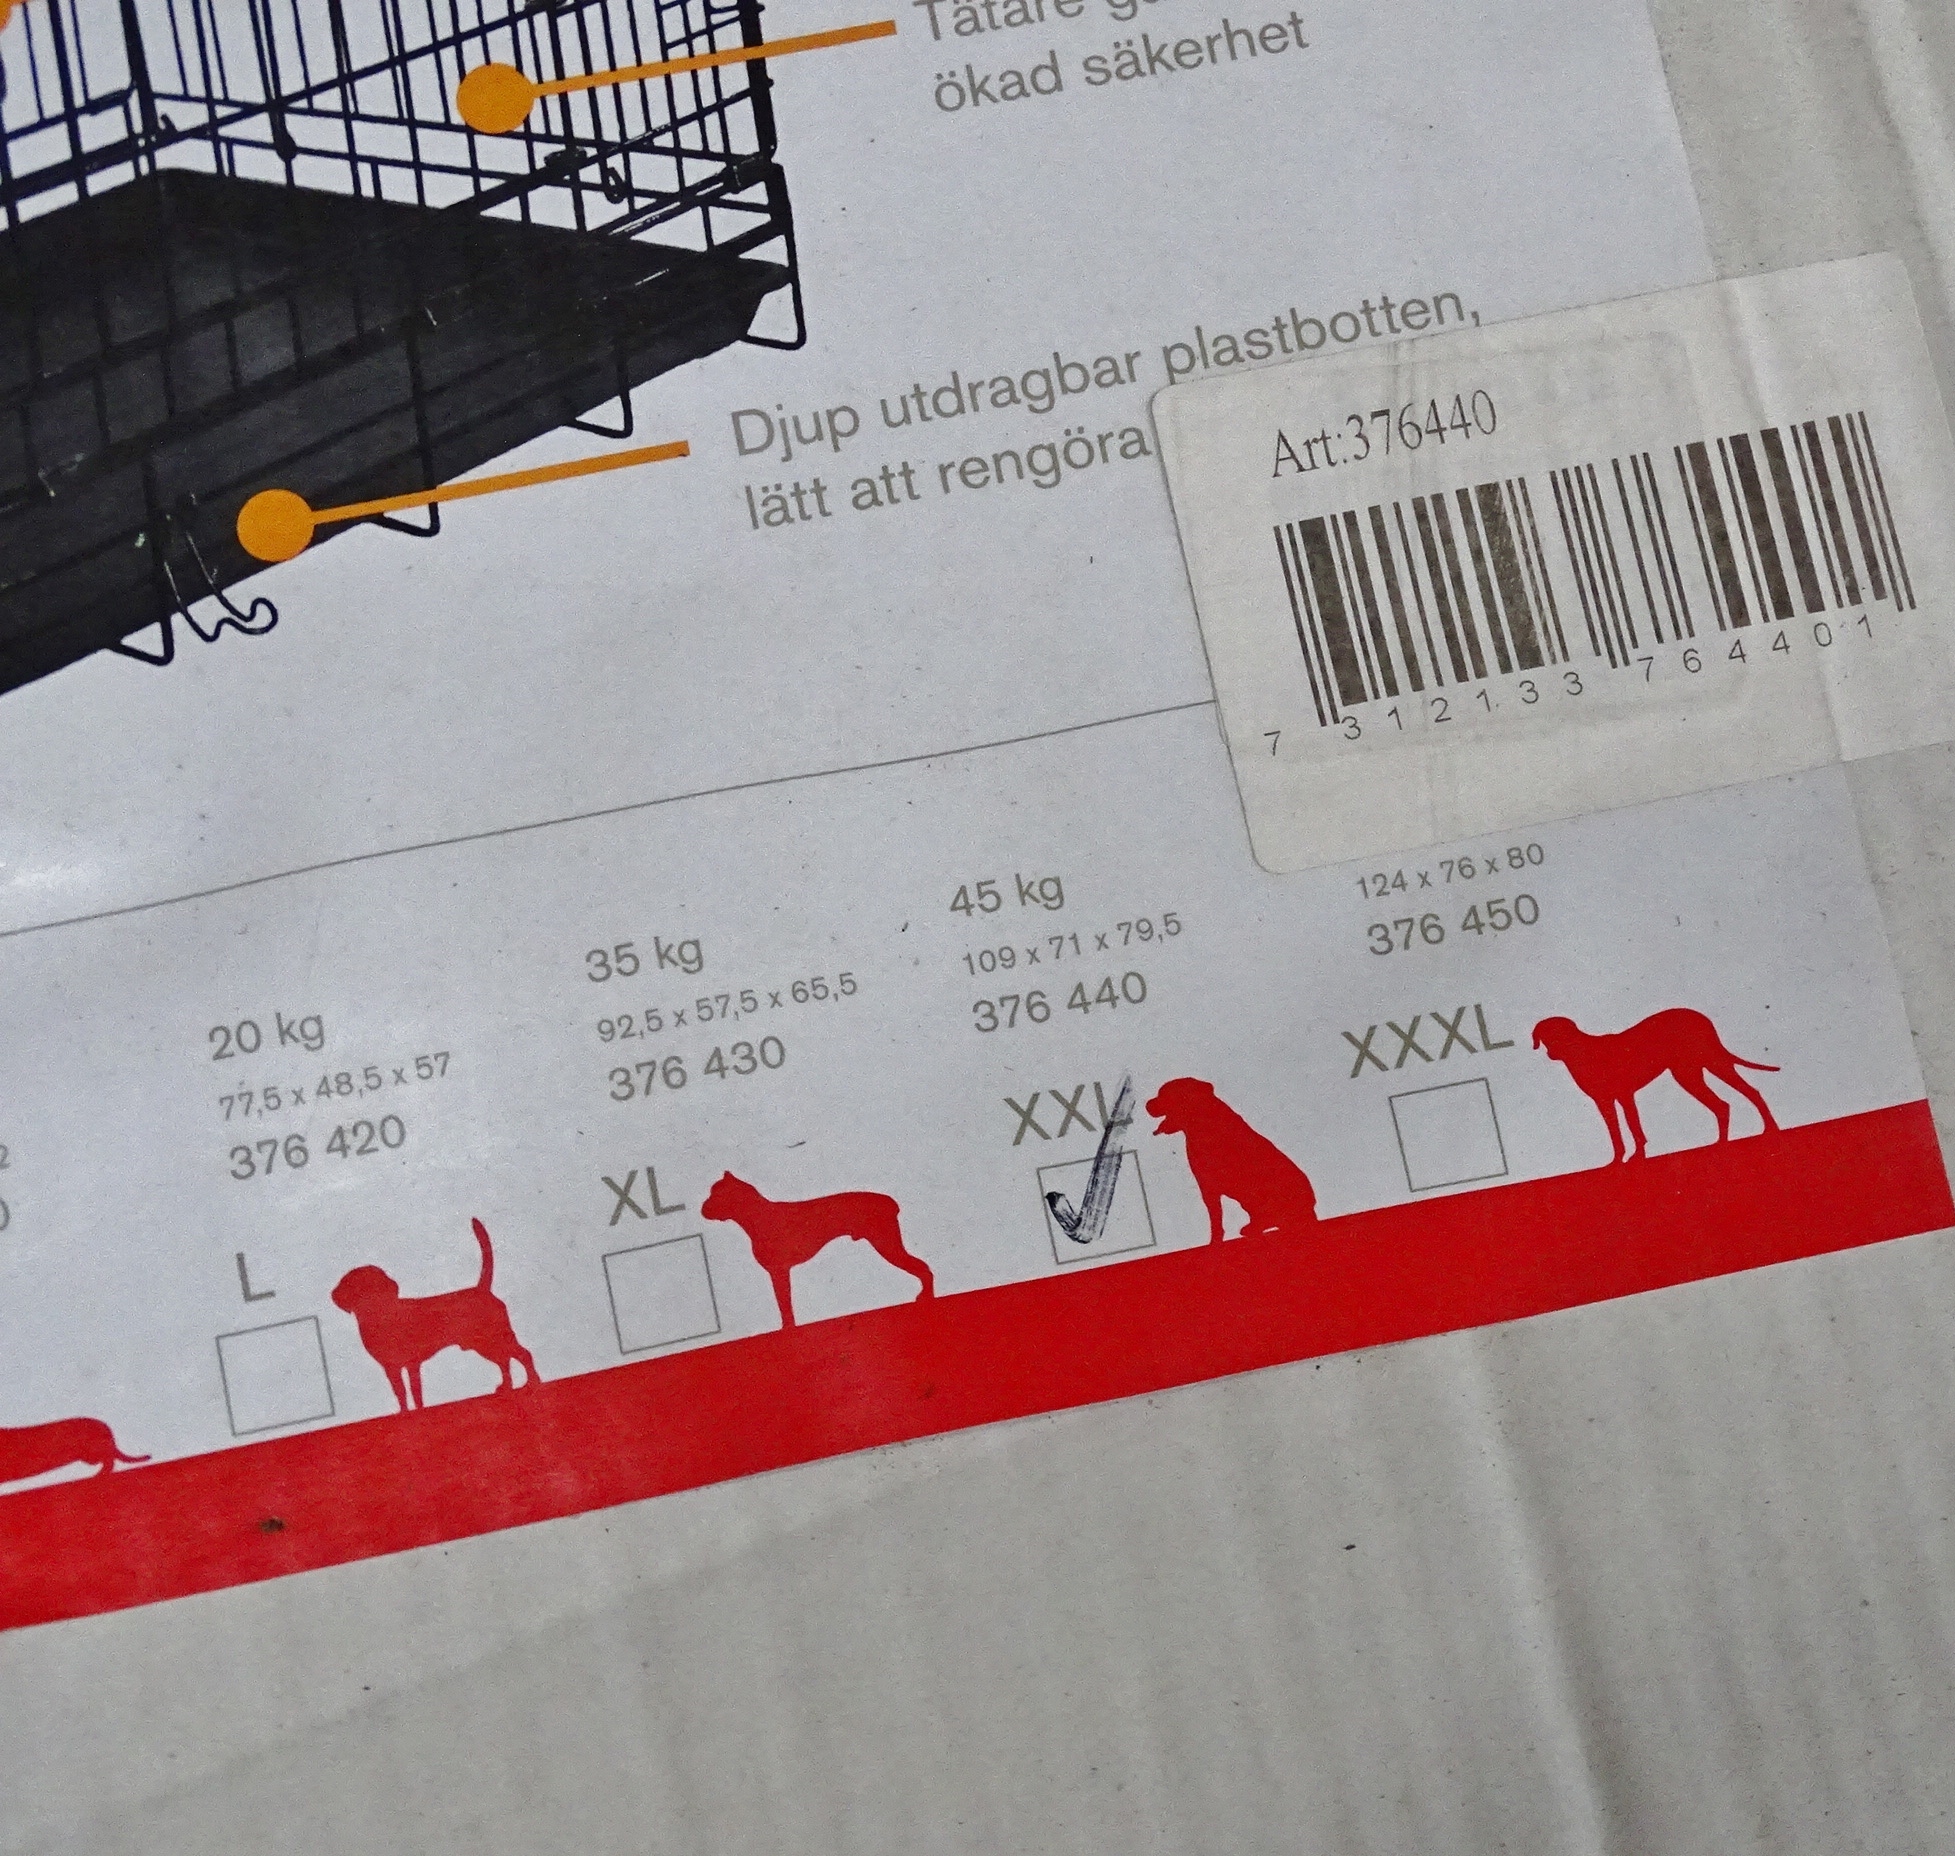 Tätare
ökad säkerhet
Djup utdragbar plastbotten,
lätt att rengöra
Art:376440
7 312133 764401
20 kg
77,5 x 48,5 x 57
376 420
L
35 kg
92,5 x 57,5 x 65,5
376 430
XL
45 kg
109 x 71 x 79,5
376 440
XXL
124 x 76 x 80
376 450
XXXL